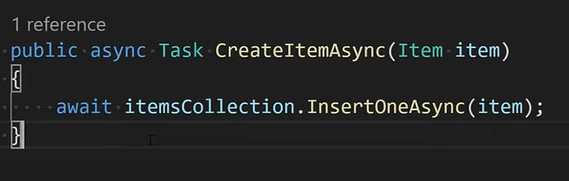 1 reference
public async Task CreateItemAsync(Item item)
{
    await itemsCollection.InsertOneAsync(item);
}